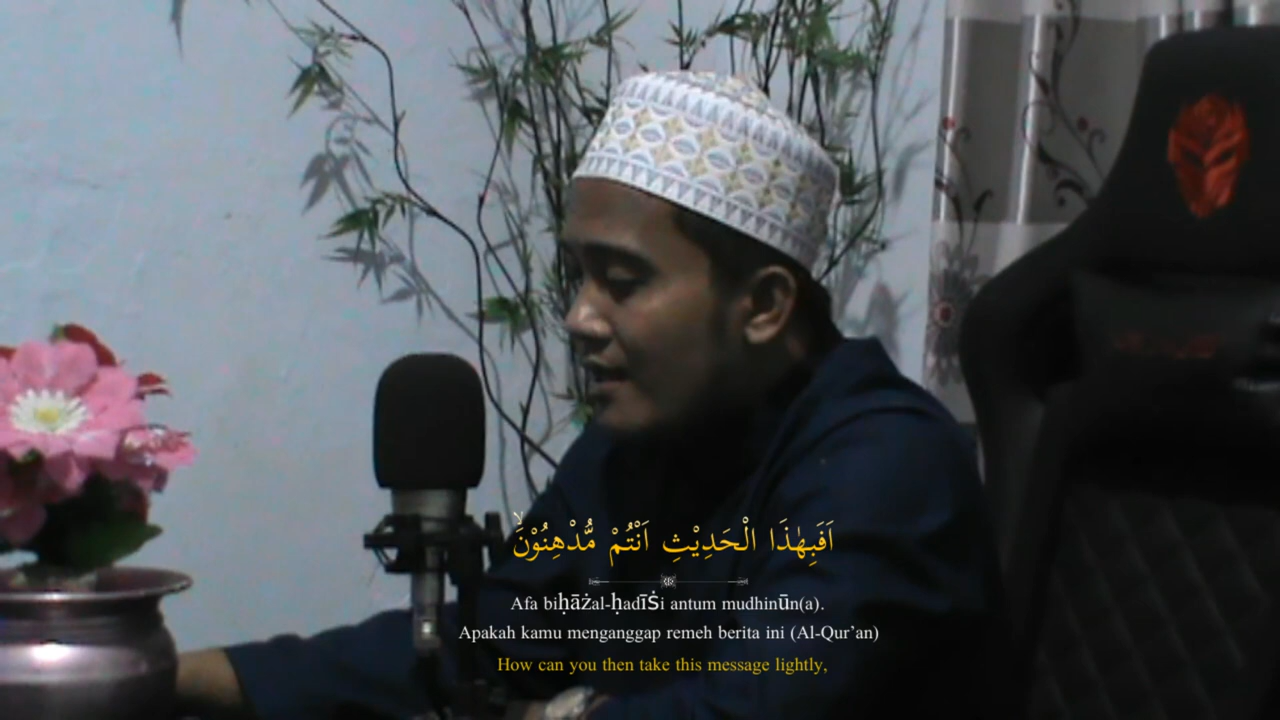 اَفَبِهٰذَا الْحَدِيْثِ اَنْتُمْ مُّدْهِنُوْنَۙ
Afa biḥāżal-ḥadīṡi antum mudhinūn(a).
Apakah kamu menganggap remeh berita ini (Al-Qur’an)
How can you then take this message lightly,